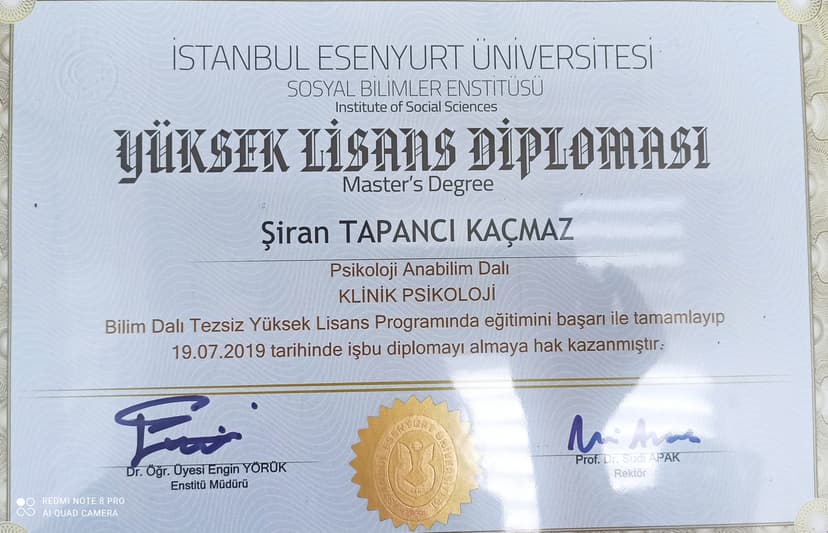 İSTANBUL ESENYURT ÜNİVERSİTESİ
SOSYAL BİLİMLER ENSTİTÜSÜ
Institute of Social Sciences
YÜKSEK LİSANS DİPLOMASI
Master's Degree
Şiran TAPANCI KAÇMAZ
Psikoloji Anabilim Dalı
KLİNİK PSİKOLOJİ
Bilim Dalı Tezsiz Yüksek Lisans Programında eğitimini başarı ile tamamlayıp
19.07.2019 tarihinde işbu diplomayı almaya hak kazanmıştır.
Dr. Öğr. Üyesi Engin YÖRÜK
Enstitü Müdürü
Prof. Dr. Sudi APAK
Rektör
REDMI NOTE 8 PRO
AI QUAD CAMERA